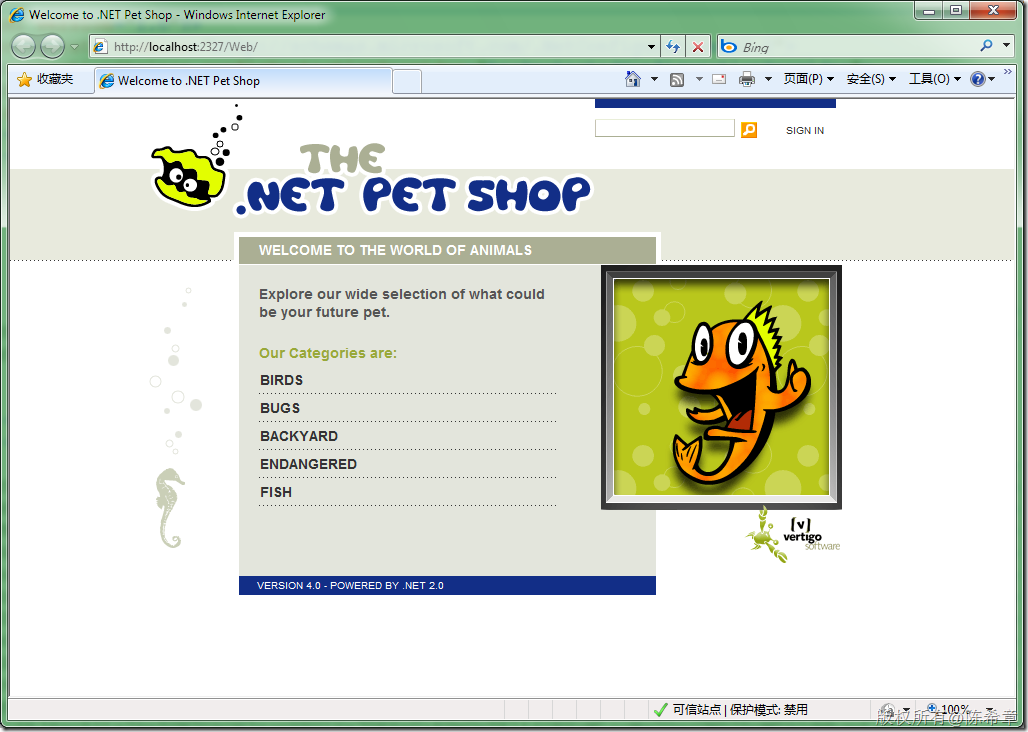 Welcome to .NET Pet Shop - Windows Internet Explorer
http://localhost:2327/Web/
Bing
收藏夹
Welcome to .NET Pet Shop
页面(P)
安全(S)
工具(O)
SIGN IN
THE
.NET PET SHOP
WELCOME TO THE WORLD OF ANIMALS
Explore our wide selection of what could
be your future pet.
Our Categories are:
BIRDS
BUGS
BACKYARD
ENDANGERED
FISH
[v]
vertigo
software
VERSION 4.0 - POWERED BY .NET 2.0
可信站点 | 保护模式: 禁用
100%
版权所有@陈希章